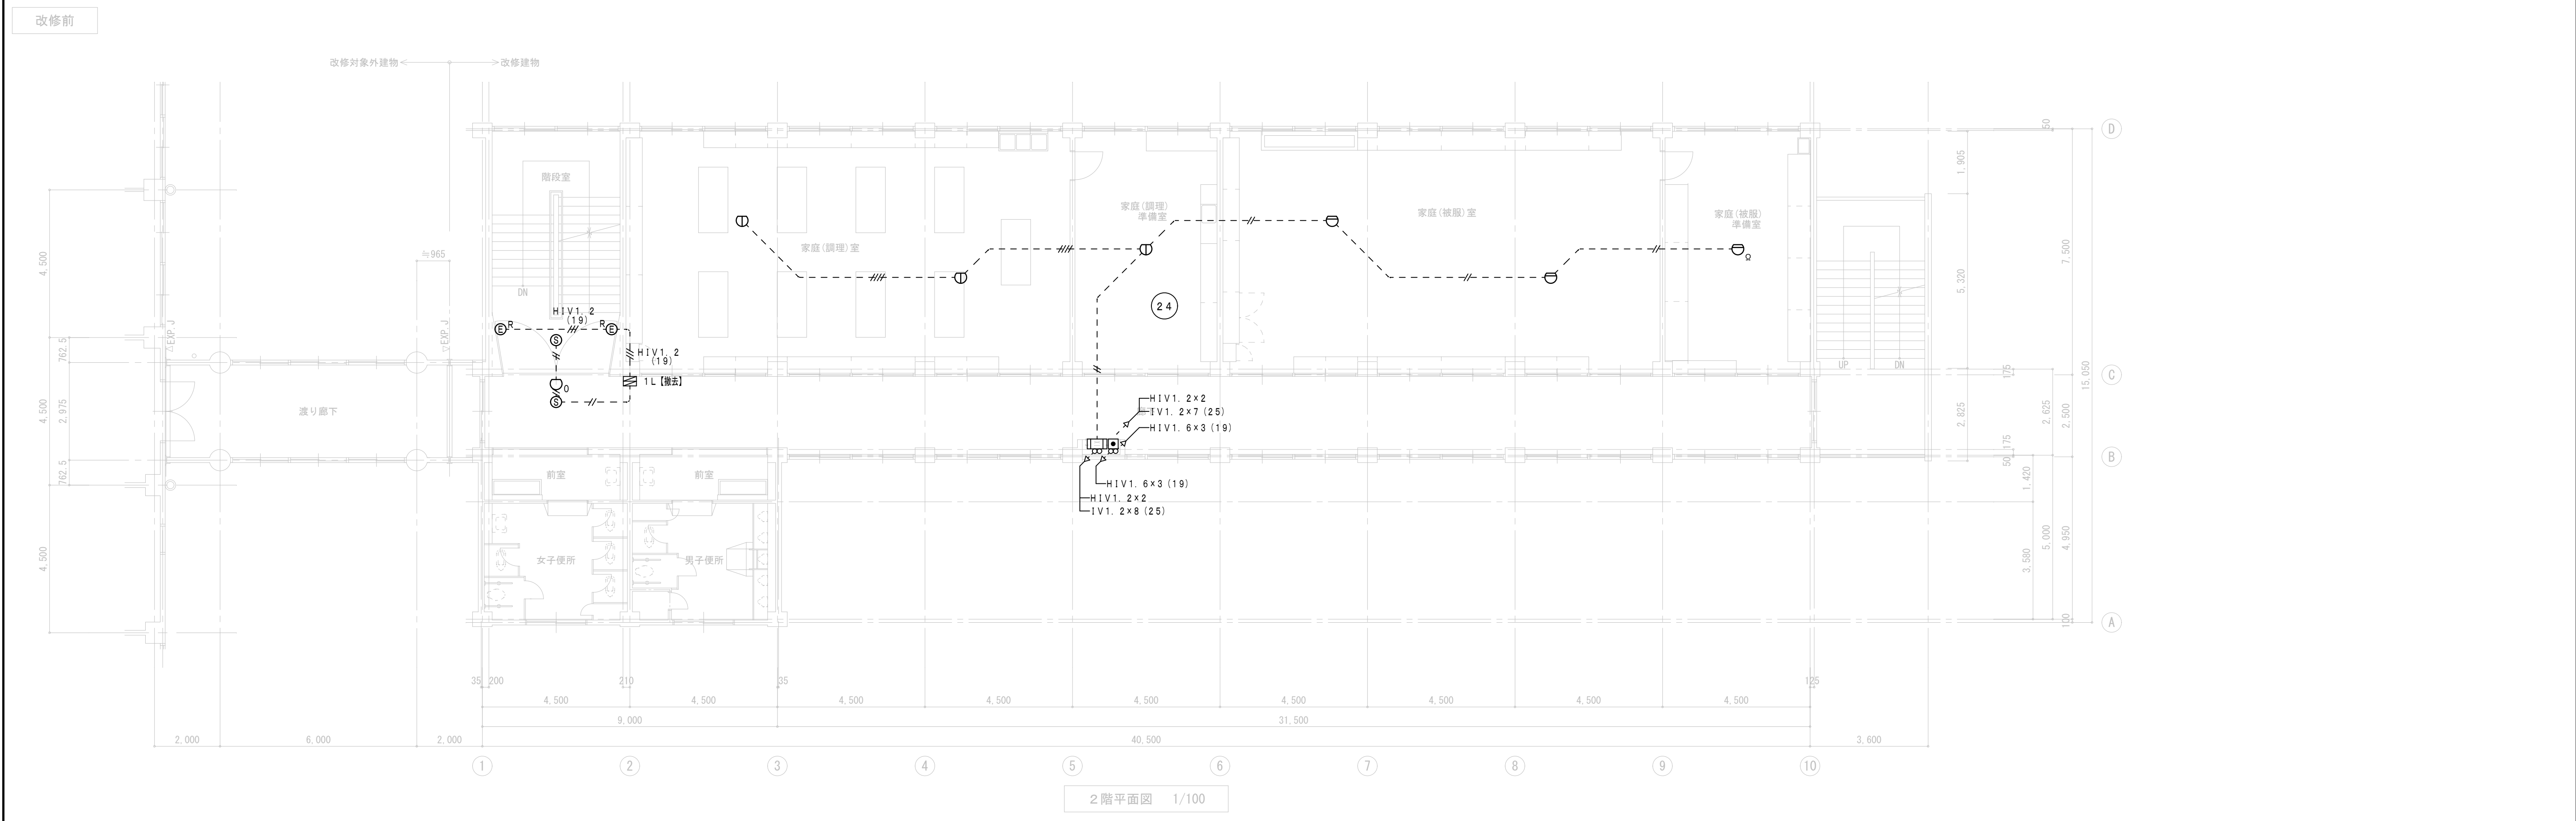 改修前
改修対象外建物
改修建物
階段室
DN
家庭(調理)室
家庭(調理)
準備室
家庭(被服)室
家庭(被服)
準備室
UP
DN
24
HIV1.2
(19)
R
R
E
E
S
S
O
Ω
HIV1.2
(19)
1L【撤去】
≒965
△EXP.J
▽EXP.J
渡り廊下
HIV1.2×2
IV1.2×7(25)
HIV1.6×3(19)
HIV1.6×3(19)
HIV1.2×2
IV1.2×8(25)
前室
前室
女子便所
男子便所
4,500
4,500
4,500
762.5
2,975
762.5
50
1,905
5,320
2,825
175
175
50
1,420
3,580
2,625
5,000
7,500
2,500
4,950
100
15,050
D
C
B
A
35
200
210
35
125
4,500
4,500
4,500
4,500
4,500
4,500
4,500
4,500
4,500
9,000
31,500
2,000
6,000
2,000
40,500
3,600
1
2
3
4
5
6
7
8
9
10
2階平面図 1/100